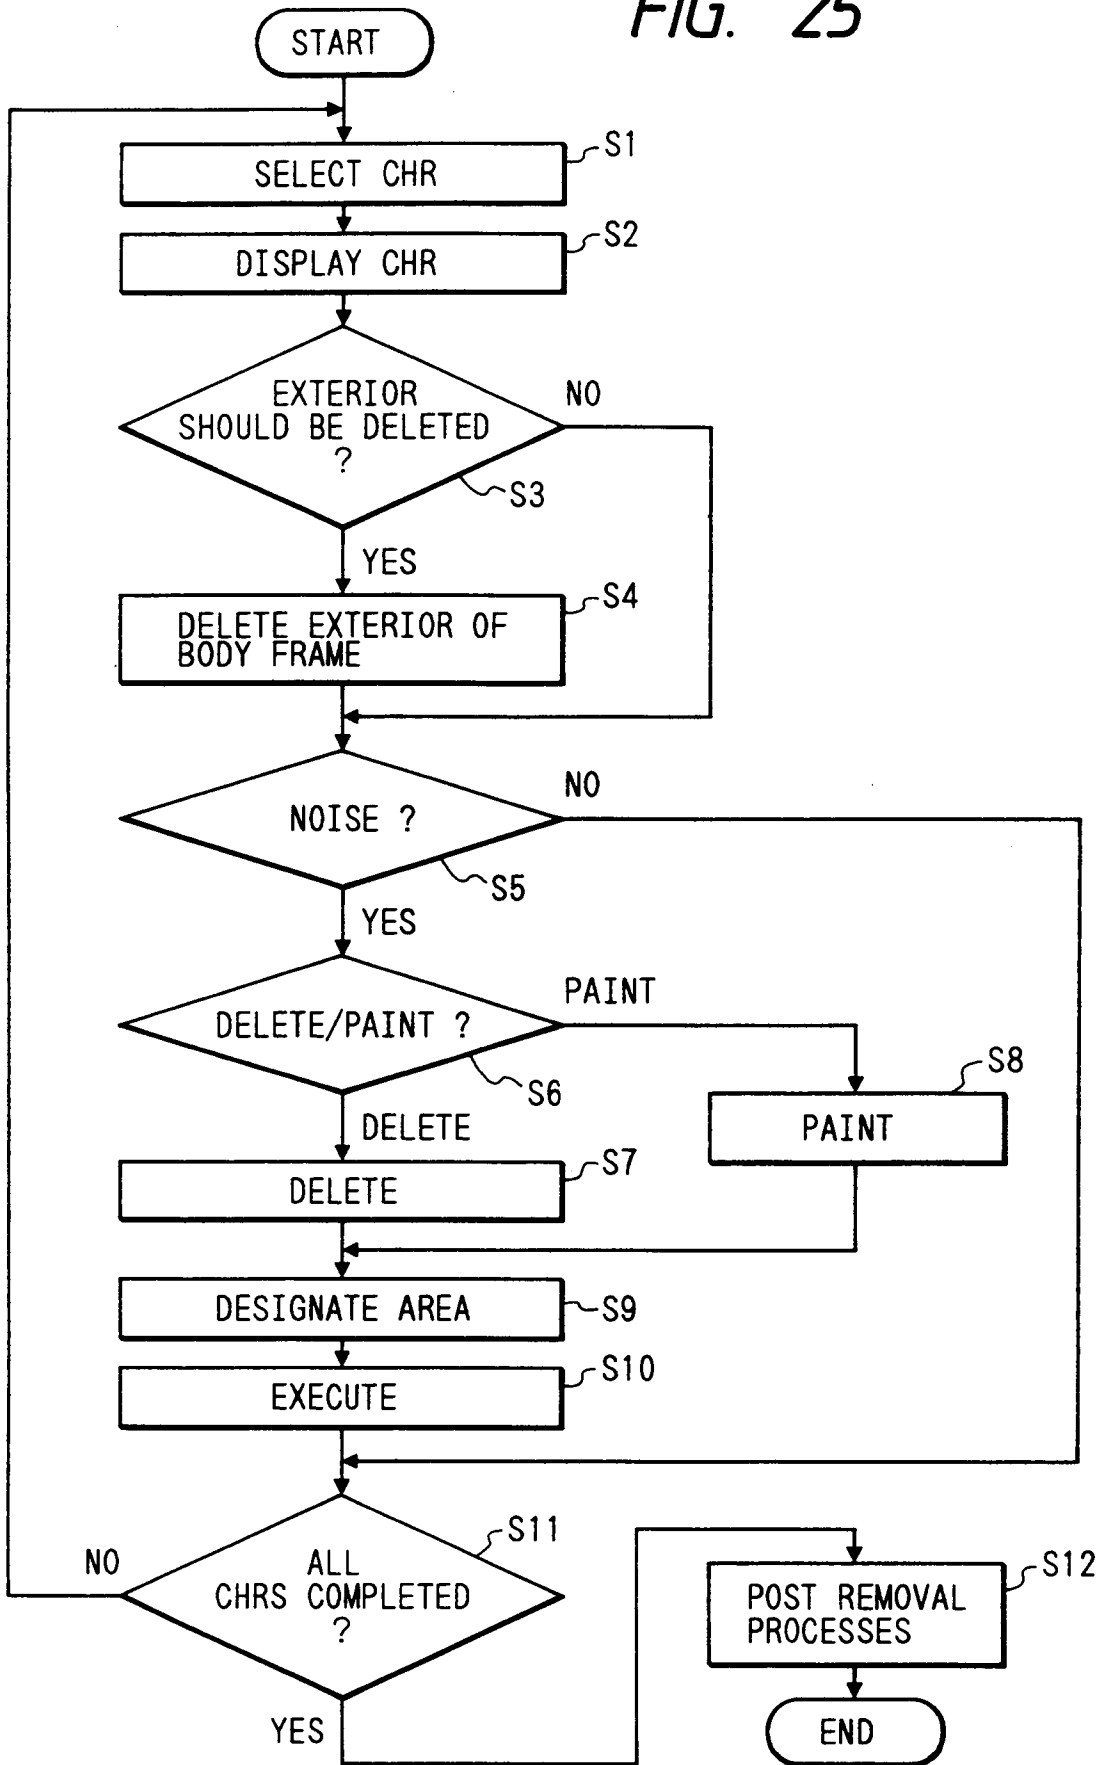 FIG. 25
START
S1
SELECT CHR
S2
DISPLAY CHR
EXTERIOR
SHOULD BE DELETED
?
NO
S3
YES
S4
DELETE EXTERIOR OF
BODY FRAME
NOISE ?
NO
S5
YES
DELETE/PAINT ?
PAINT
S6
S8
PAINT
DELETE
S7
DELETE
DESIGNATE AREA
S9
EXECUTE
S10
S11
NO
ALL
CHRS COMPLETED
?
S12
POST REMOVAL
PROCESSES
YES
END